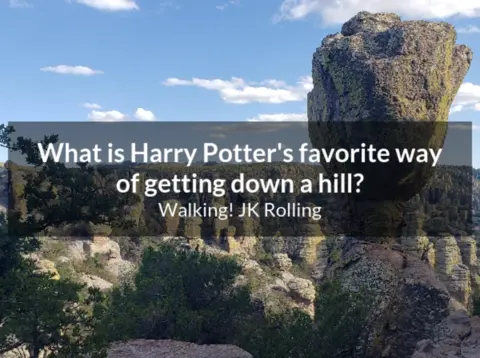 What is Harry Potter's favorite way
of getting down a hill?
Walking! JK Rolling